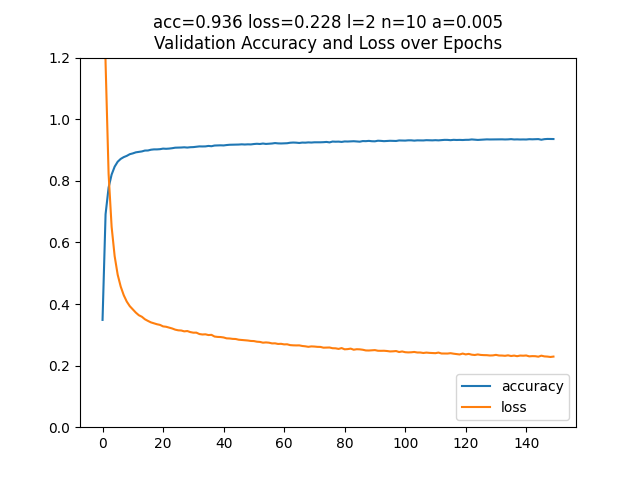 acc=0.936 loss=0.228 l=2 n=10 a=0.005
Validation Accuracy and Loss over Epochs
1.2
1.0
0.8
0.6
0.4
0.2
0.0
accuracy
loss
0 20 40 60 80 100 120 140